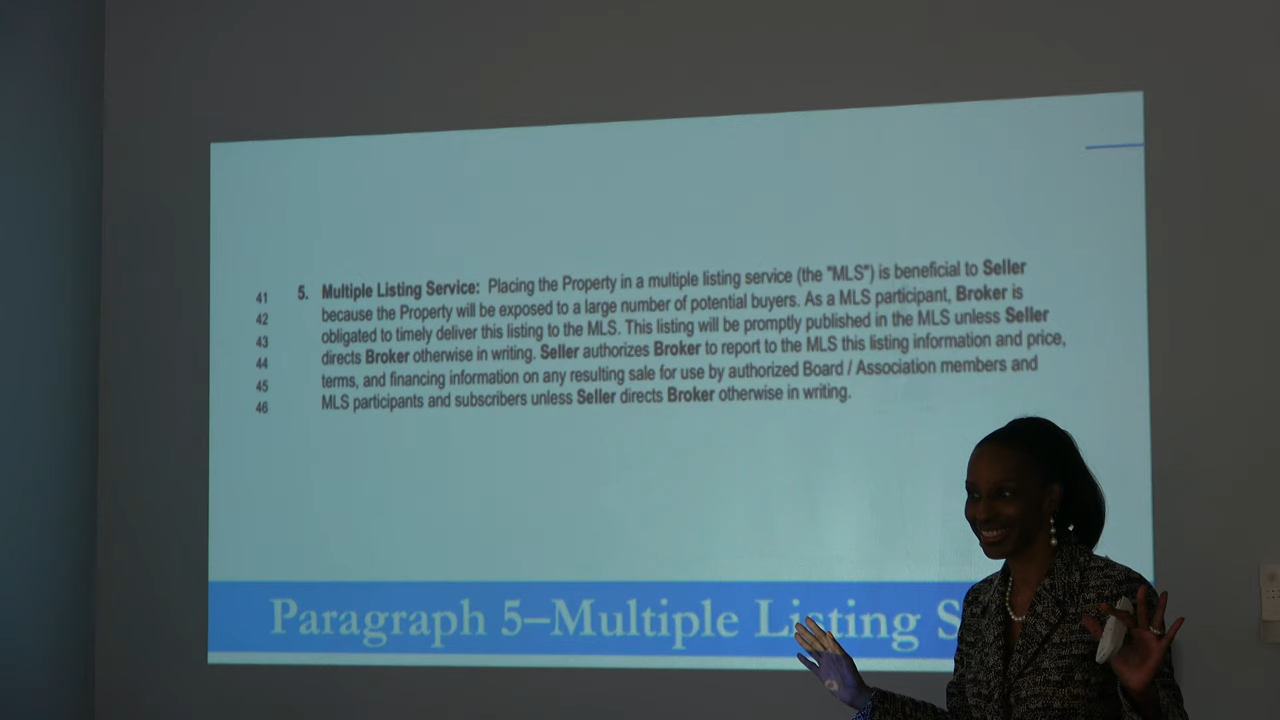 41 5. Multiple Listing Service: Placing the Property in a multiple listing service (the "MLS") is beneficial to Seller
42 because the Property will be exposed to a large number of potential buyers. As a MLS participant, Broker is
43 obligated to timely deliver this listing to the MLS. This listing will be promptly published in the MLS unless Seller
44 directs Broker otherwise in writing. Seller authorizes Broker to report to the MLS this listing information and price,
45 terms, and financing information on any resulting sale for use by authorized Board / Association members and
46 MLS participants and subscribers unless Seller directs Broker otherwise in writing.
Paragraph 5–Multiple Listing S